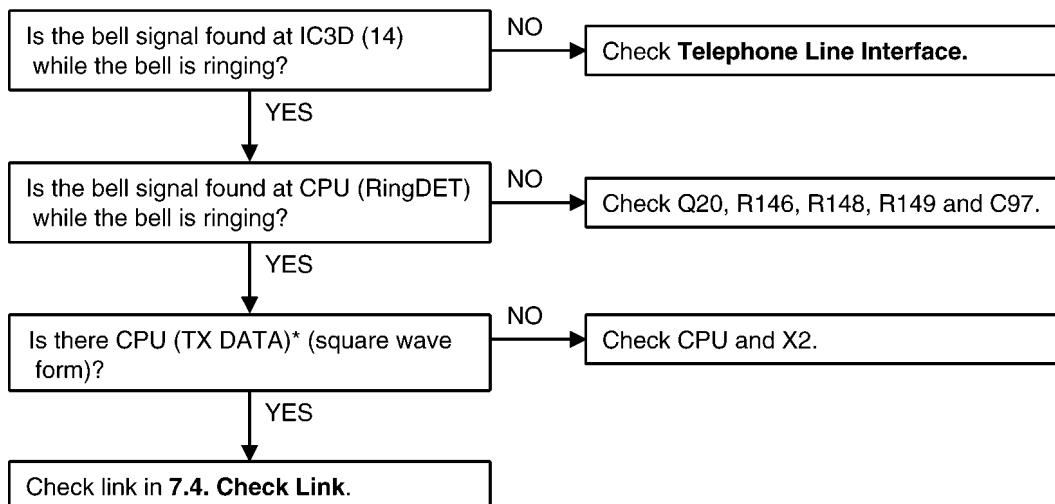 Is the bell signal found at IC3D (14)
while the bell is ringing?
NO
Check Telephone Line Interface.
YES
Is the bell signal found at CPU (RingDET)
while the bell is ringing?
NO
Check Q20, R146, R148, R149 and C97.
YES
Is there CPU (TX DATA)* (square wave
form)?
NO
Check CPU and X2.
YES
Check link in 7.4. Check Link.